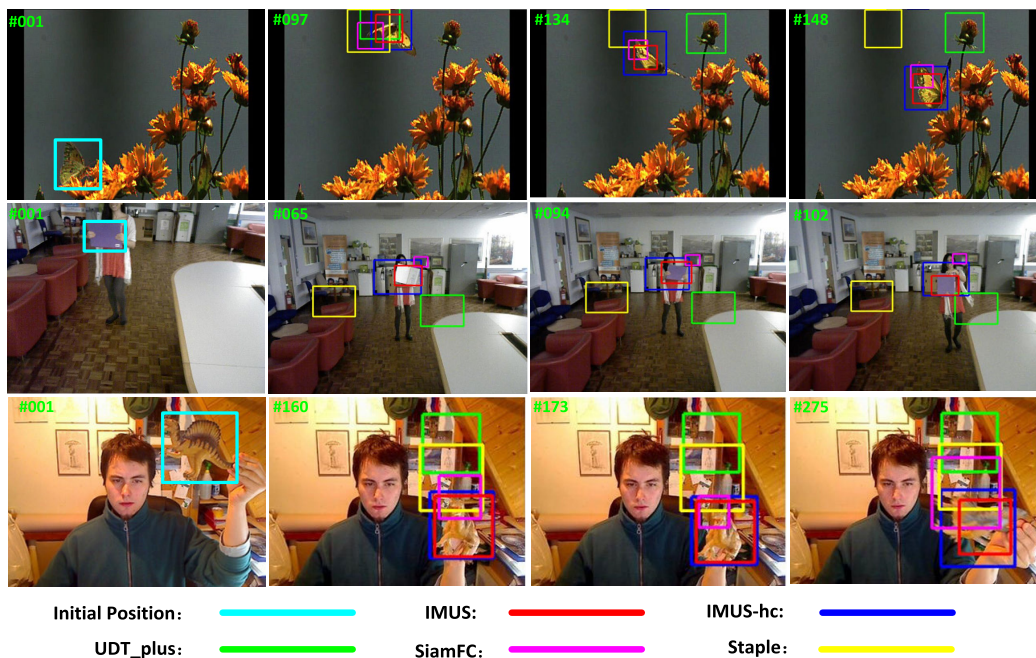 #001 #097 #134 #148
#001 #065 #094 #102
#001 #160 #173 #275
Initial Position: IMUS: IMUS-hc:
UDT_plus: SiamFC: Staple: